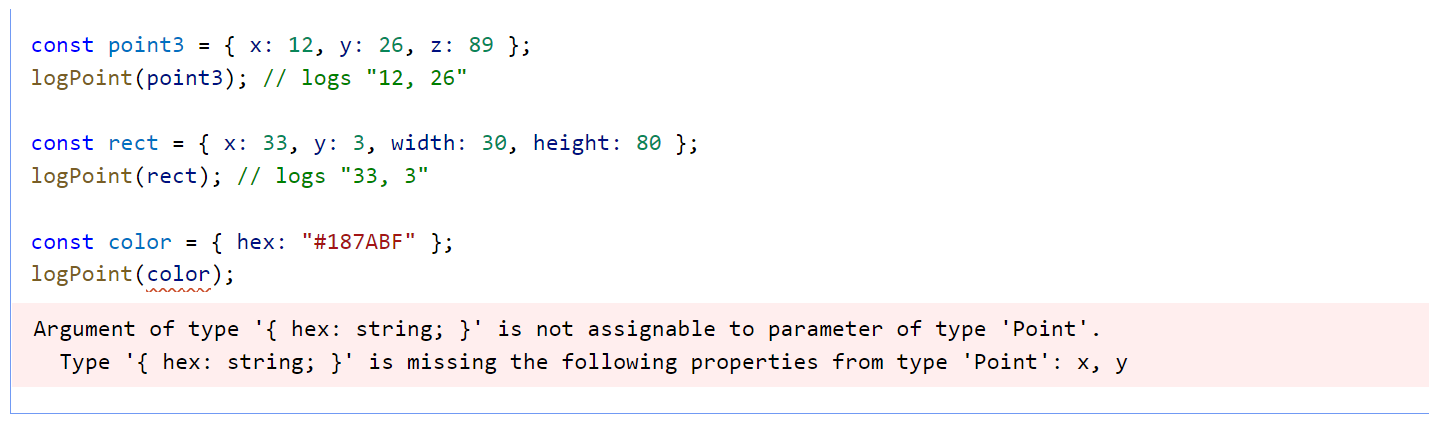 const point3 = { x: 12, y: 26, z: 89 };
logPoint(point3); // logs "12, 26"
const rect = { x: 33, y: 3, width: 30, height: 80 };
logPoint(rect); // logs "33, 3"
const color = { hex: "#187ABF" };
logPoint(color);
Argument of type '{ hex: string; }' is not assignable to parameter of type 'Point'.
  Type '{ hex: string; }' is missing the following properties from type 'Point': x, y